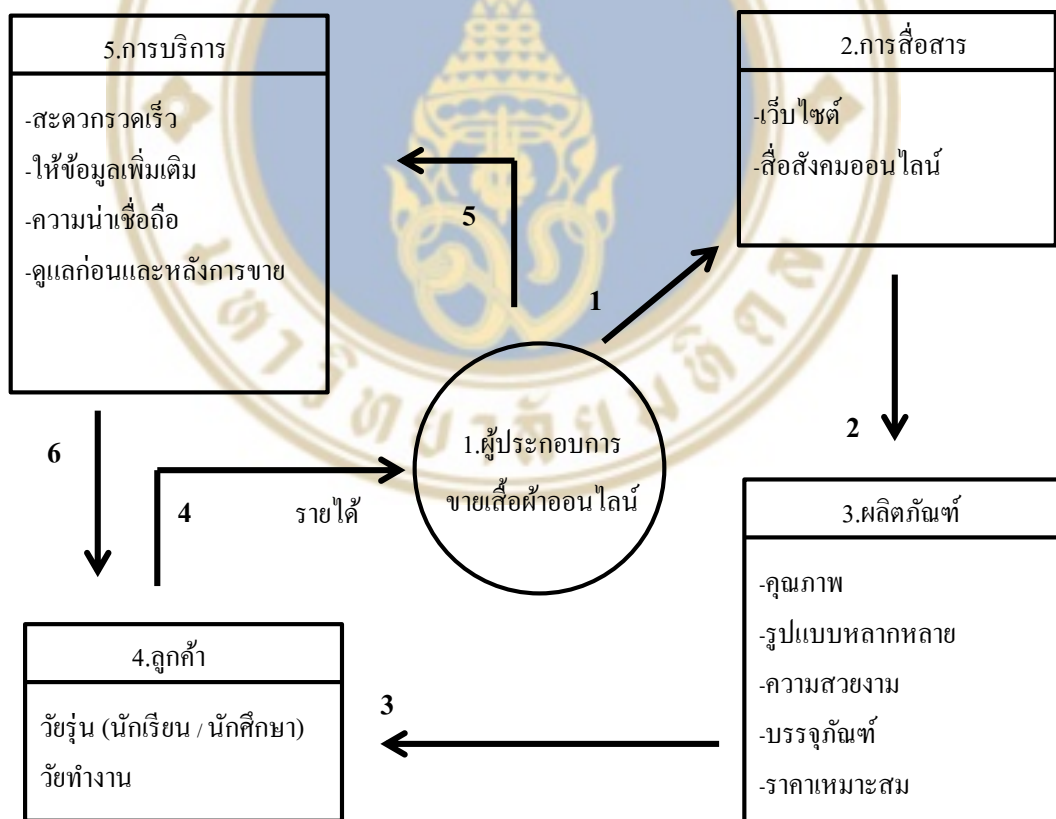 5.การบริการ
-สะดวกรวดเร็ว
-ให้ข้อมูลเพิ่มเติม
-ความน่าเชื่อถือ
-ดูแลก่อนและหลังการขาย
2.การสื่อสาร
-เว็บไซต์
-สื่อสังคมออนไลน์
5
1
2
6
4
รายได้
1.ผู้ประกอบการ
ขายเสื้อผ้าออนไลน์
3.ผลิตภัณฑ์
-คุณภาพ
-รูปแบบหลากหลาย
-ความสวยงาม
-บรรจุภัณฑ์
-ราคาเหมาะสม
3
4.ลูกค้า
วัยรุ่น (นักเรียน / นักศึกษา)
วัยทำงาน